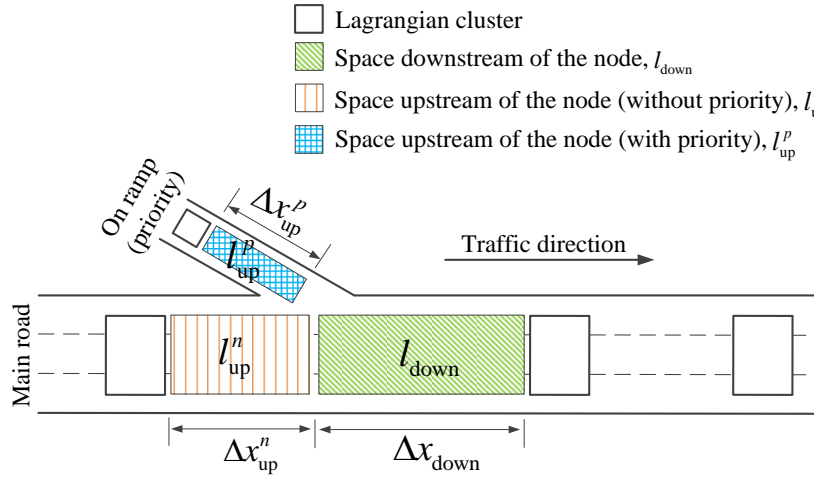 Lagrangian cluster
Space downstream of the node, l_down
Space upstream of the node (without priority), l_u
Space upstream of the node (with priority), l_up^p
On ramp
(priority)
Δx_up^p
l_up^p
Traffic direction
Main road
l_up^n
l_down
Δx_up^n
Δx_down